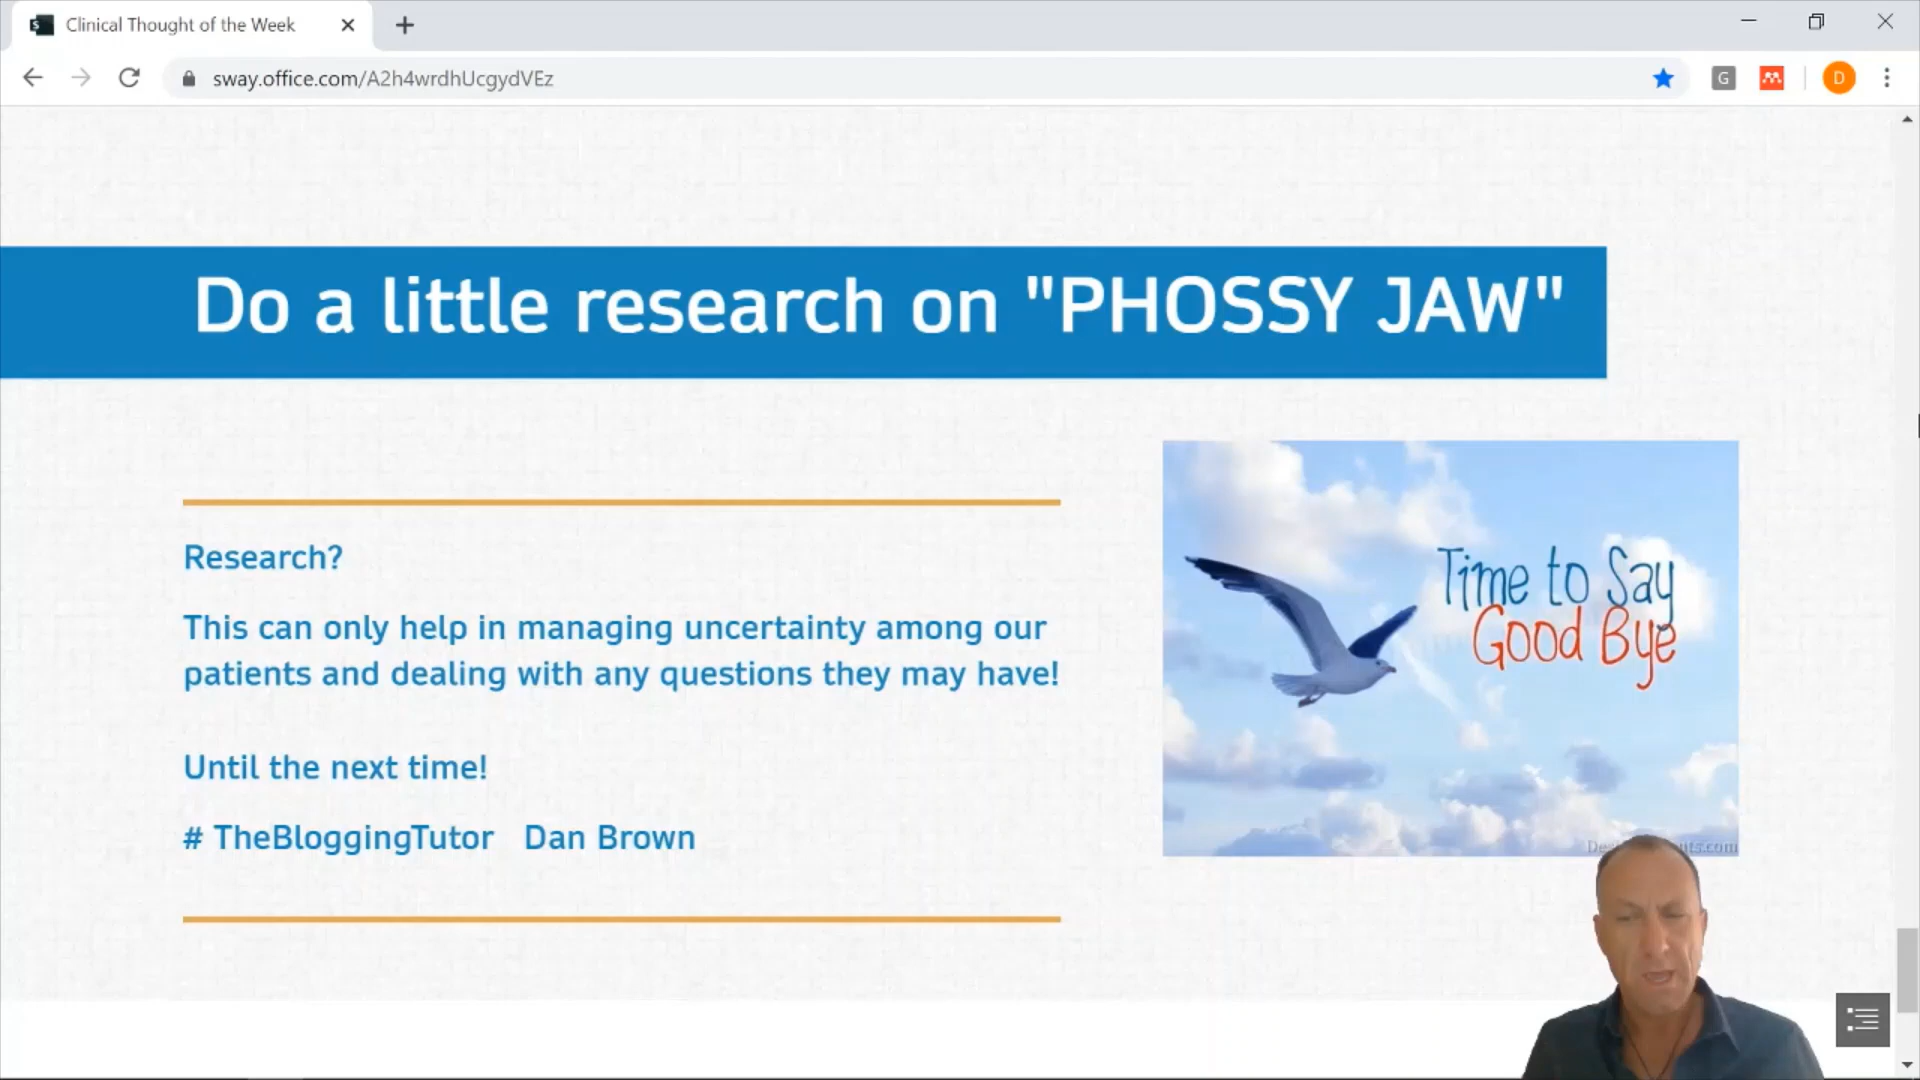 Clinical Thought of the Week
sway.office.com/A2h4wrdhUcgydVEz
G
D
Do a little research on "PHOSSY JAW"
Research?
This can only help in managing uncertainty among our
patients and dealing with any questions they may have!
Until the next time!
# TheBloggingTutor Dan Brown
Time to Say
Good Bye